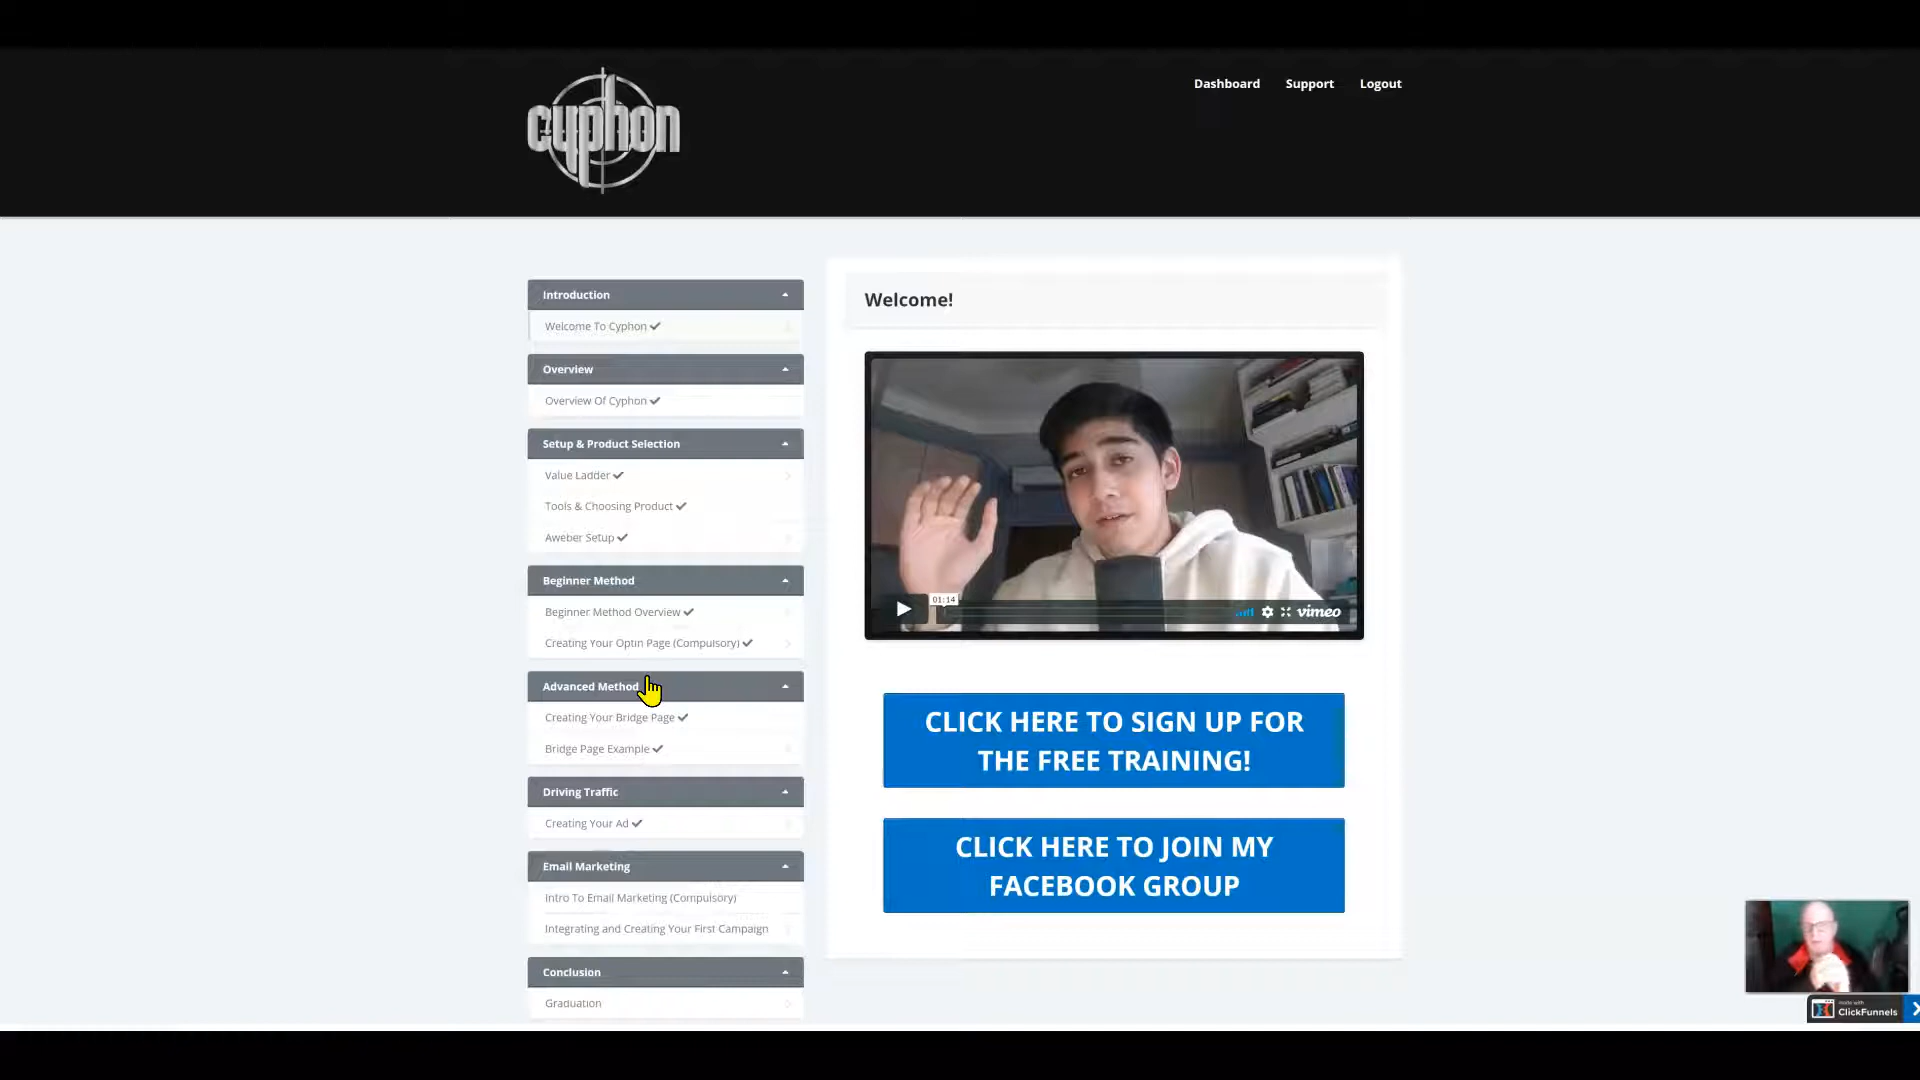 cyphon
Dashboard
Support
Logout
Introduction
Welcome To Cyphon
Overview
Overview Of Cyphon
Setup & Product Selection
Value Ladder
Tools & Choosing Product
Aweber Setup
Beginner Method
Beginner Method Overview
Creating Your Optin Page (Compulsory)
Advanced Method
Creating Your Bridge Page
Bridge Page Example
Driving Traffic
Creating Your Ad
Email Marketing
Intro To Email Marketing (Compulsory)
Integrating and Creating Your First Campaign
Conclusion
Graduation
Welcome!
01:14
vimeo
CLICK HERE TO SIGN UP FOR
THE FREE TRAINING!
CLICK HERE TO JOIN MY
FACEBOOK GROUP
made with
ClickFunnels